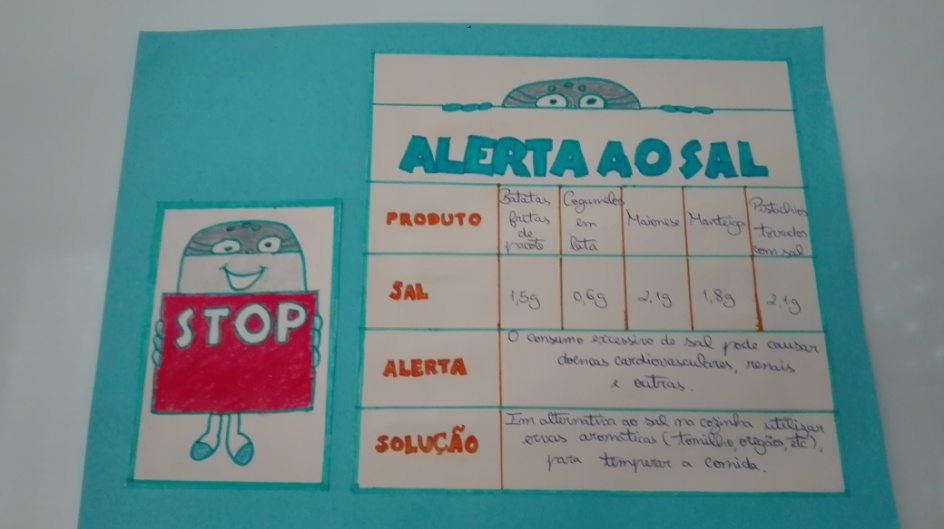 ALERTA AO SAL
PRODUTO
Batatas
fritas
de
pacote
Cogumelos
em
lata
Maionese
Manteiga
Pistachios
torrados
com sal
SAL
1,5g
0,6g
2,1g
1,8g
2,1g
ALERTA
O consumo excessivo de sal pode causar
doenças cardiovasculares, renais
e outras.
SOLUÇÃO
Em alternativa ao sal na cozinha utilizar
ervas aromáticas (tomilho, oregãos, etc),
para temperar a comida.
STOP